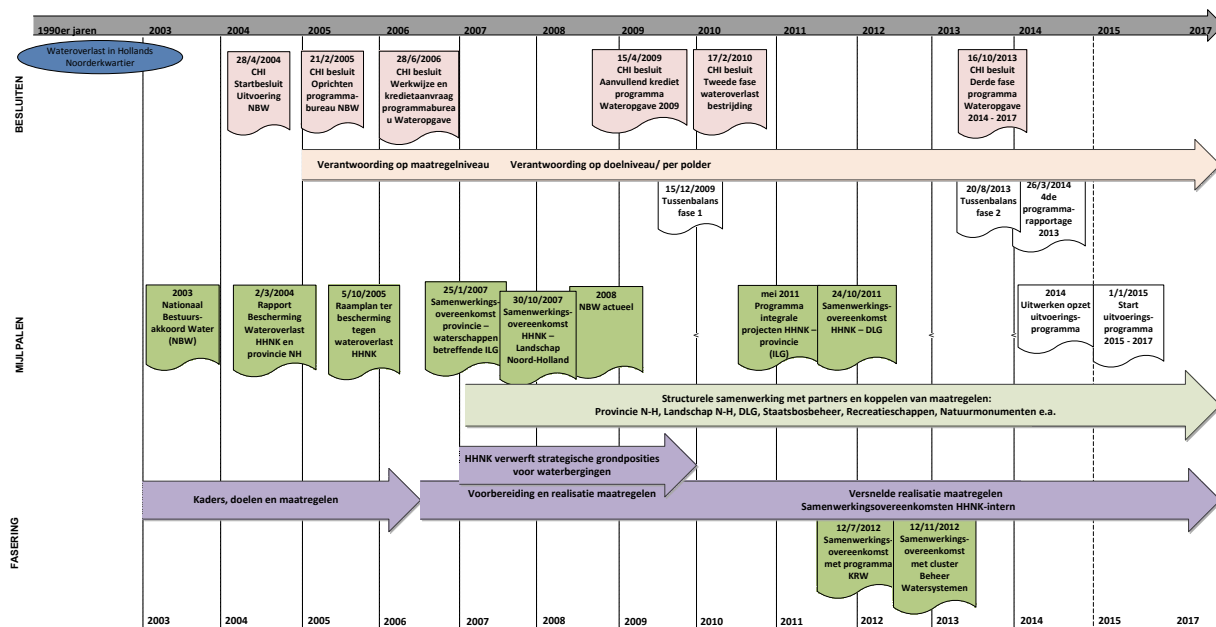 1990er jaren 2003 2004 2005 2006 2007 2008 2009 2010 2011 2012 2013 2014 2015 2017
Wateroverlast in Hollands
Noorderkwartier
BESLUITEN
28/4/2004
CHI
Startbesluit
Uitvoering
NBW
21/2/2005
CHI besluit
Oprichten
programma-
bureau NBW
28/6/2006
CHI besluit
Werkwijze en
kredietaanvraag
programmaburea
u Wateropgave
15/4/2009
CHI besluit
Aanvullend krediet
programma
Wateropgave 2009
17/2/2010
CHI besluit
Tweede fase
wateroverlast
bestrijding
16/10/2013
CHI besluit
Derde fase
programma
Wateropgave
2014 - 2017
Verantwoording op maatregelniveau Verantwoording op doelniveau/ per polder
15/12/2009
Tussenbalans
fase 1
20/8/2013
Tussenbalans
fase 2
26/3/2014
4de
programma-
rapportage
2013
MIJLPALEN
2003
Nationaal
Bestuurs-
akkoord Water
(NBW)
2/3/2004
Rapport
Bescherming
Wateroverlast
HHNK en
provincie NH
5/10/2005
Raamplan ter
bescherming
tegen
wateroverlast
HHNK
25/1/2007
Samenwerkings-
overeenkomst
provincie –
waterschappen
betreffende ILG
30/10/2007
Samenwerkings-
overeenkomst
HHNK –
Landschap
Noord-Holland
2008
NBW actueel
mei 2011
Programma
integrale
projecten HHNK –
provincie
(ILG)
24/10/2011
Samenwerkings-
overeenkomst
HHNK – DLG
2014
Uitwerken opzet
uitvoerings-
programma
1/1/2015
Start
uitvoerings-
programma
2015 - 2017
Structurele samenwerking met partners en koppelen van maatregelen:
Provincie N-H, Landschap N-H, DLG, Staatsbosbeheer, Recreatieschappen, Natuurmonumenten e.a.
FASERING
HHNK verwerft strategische grondposities
voor waterbergingen
Kaders, doelen en maatregelen
Voorbereiding en realisatie maatregelen
Versnelde realisatie maatregelen
Samenwerkingsovereenkomsten HHNK-intern
12/7/2012
Samenwerkings-
overeenkomst
met programma
KRW
12/11/2012
Samenwerkings-
overeenkomst
met cluster
Beheer
Watersystemen
2003 2004 2005 2006 2007 2008 2009 2010 2011 2012 2013 2014 2015 2017